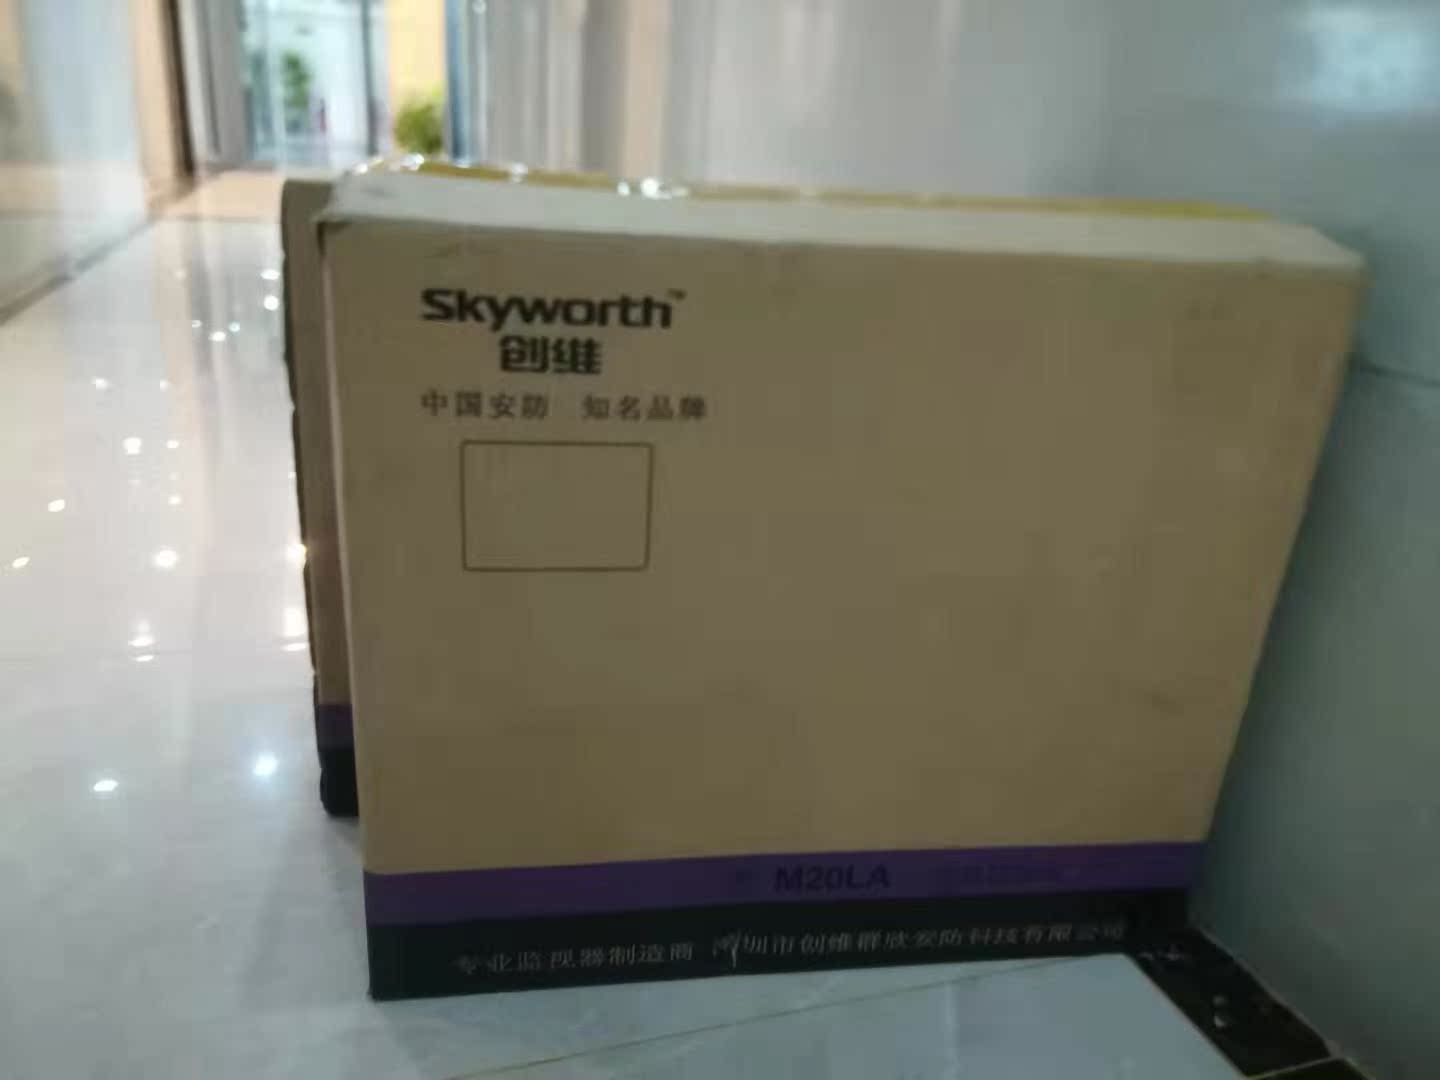 Skyworth™
创维
中国安防 知名品牌
M20LA
专业监视器制造商 深圳市创维群欣安防科技有限公司